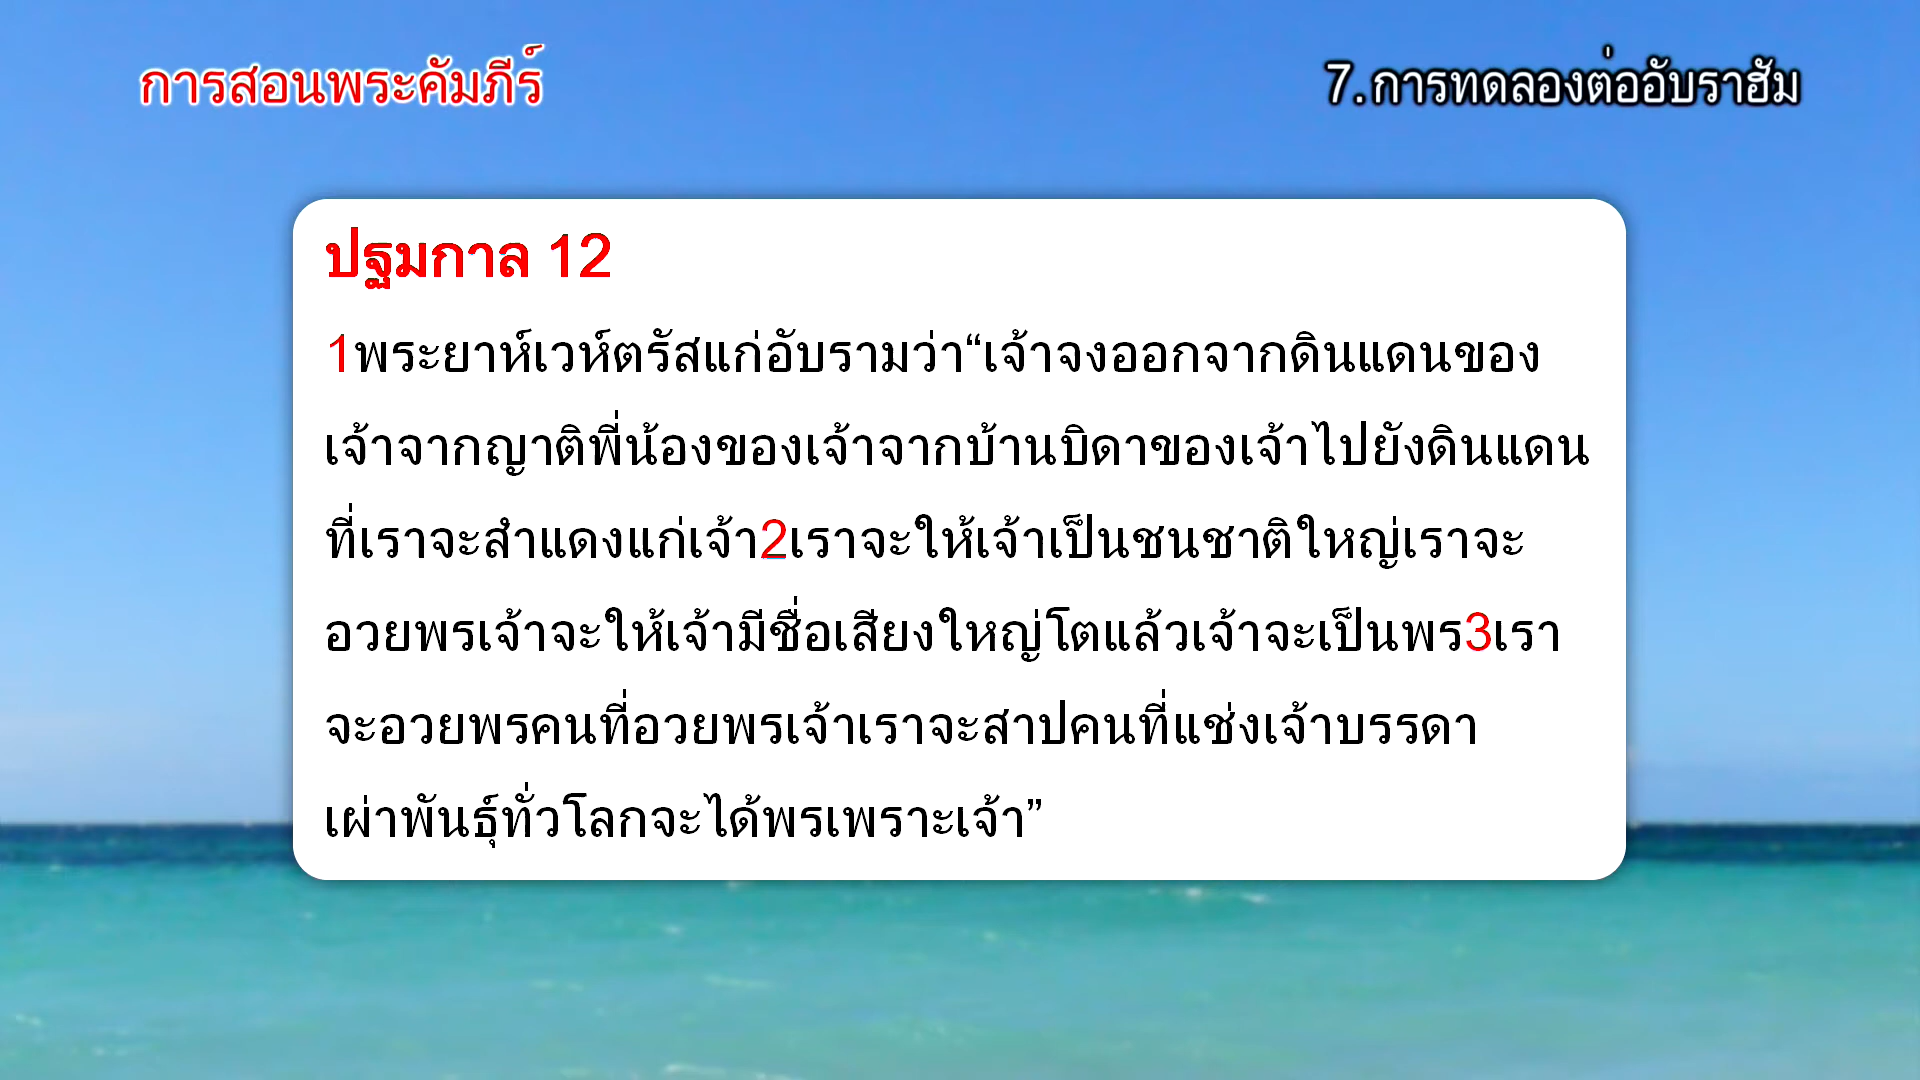 การสอนพระคัมภีร์
7.การทดลองต่ออับราฮัม
ปฐมกาล 12
1พระยาห์เวห์ตรัสแก่อับรามว่า“เจ้าจงออกจากดินแดนของ
เจ้าจากญาติพี่น้องของเจ้าจากบ้านบิดาของเจ้าไปยังดินแดน
ที่เราจะสำแดงแก่เจ้า2เราจะให้เจ้าเป็นชนชาติใหญ่เราจะ
อวยพรเจ้าจะให้เจ้ามีชื่อเสียงใหญ่โตแล้วเจ้าจะเป็นพร3เรา
จะอวยพรคนที่อวยพรเจ้าเราจะสาปคนที่แช่งเจ้าบรรดา
เผ่าพันธุ์ทั่วโลกจะได้พรเพราะเจ้า”